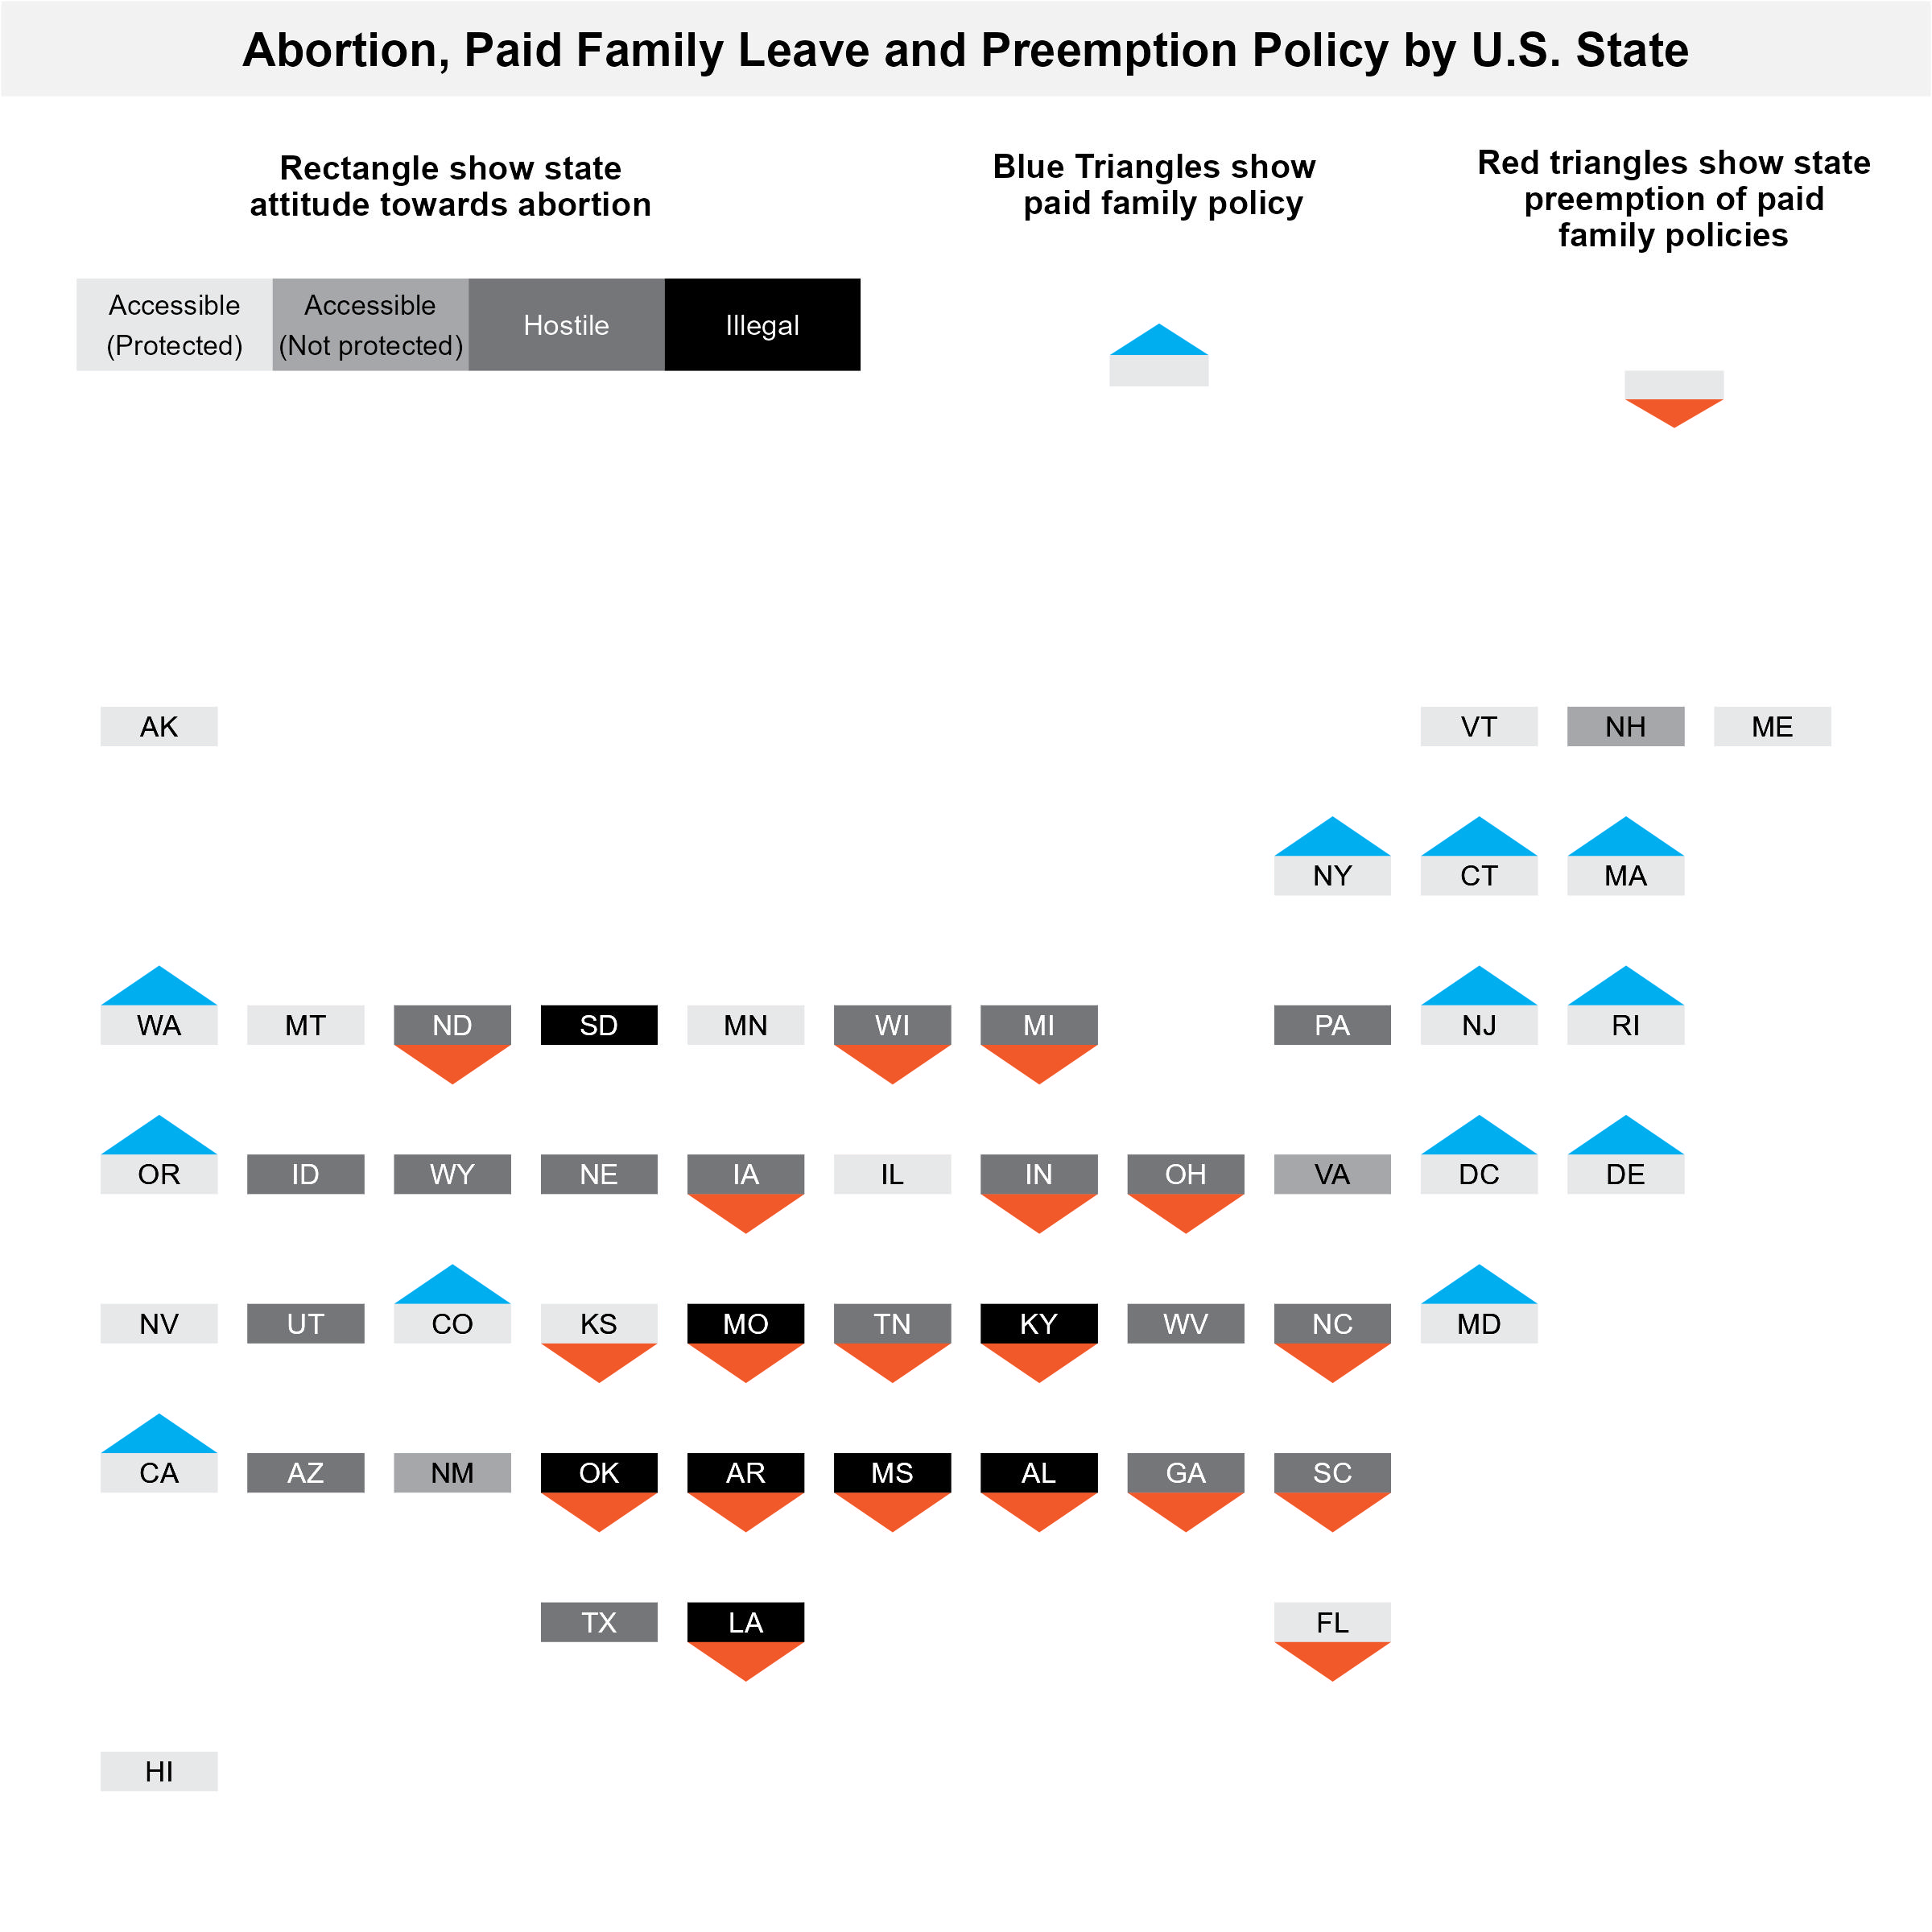 Abortion, Paid Family Leave and Preemption Policy by U.S. State
Rectangle show state
attitude towards abortion
Blue Triangles show
paid family policy
Red triangles show state
preemption of paid
family policies
Accessible
(Protected)
Accessible
(Not protected)
Hostile
Illegal
AK
VT
NH
ME
NY
CT
MA
WA
MT
ND
SD
MN
WI
MI
PA
NJ
RI
OR
ID
WY
NE
IA
IL
IN
OH
VA
DC
DE
NV
UT
CO
KS
MO
TN
KY
WV
NC
MD
CA
AZ
NM
OK
AR
MS
AL
GA
SC
TX
LA
FL
HI